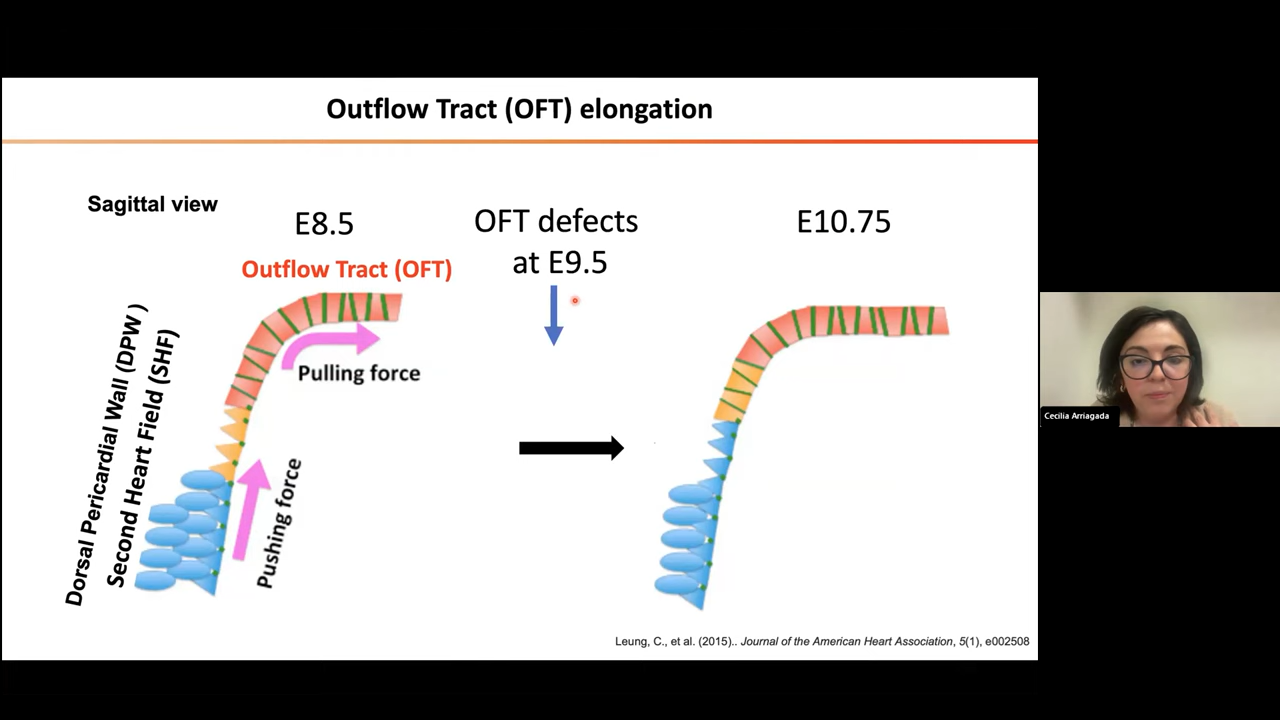 Outflow Tract (OFT) elongation
Sagittal view
E8.5
OFT defects
at E9.5
E10.75
Outflow Tract (OFT)
Pulling force
Pushing force
Dorsal Pericardial Wall (DPW )
Second Heart Field (SHF)
Cecilia Arriagada
Leung, C., et al. (2015).. Journal of the American Heart Association, 5(1), e002508